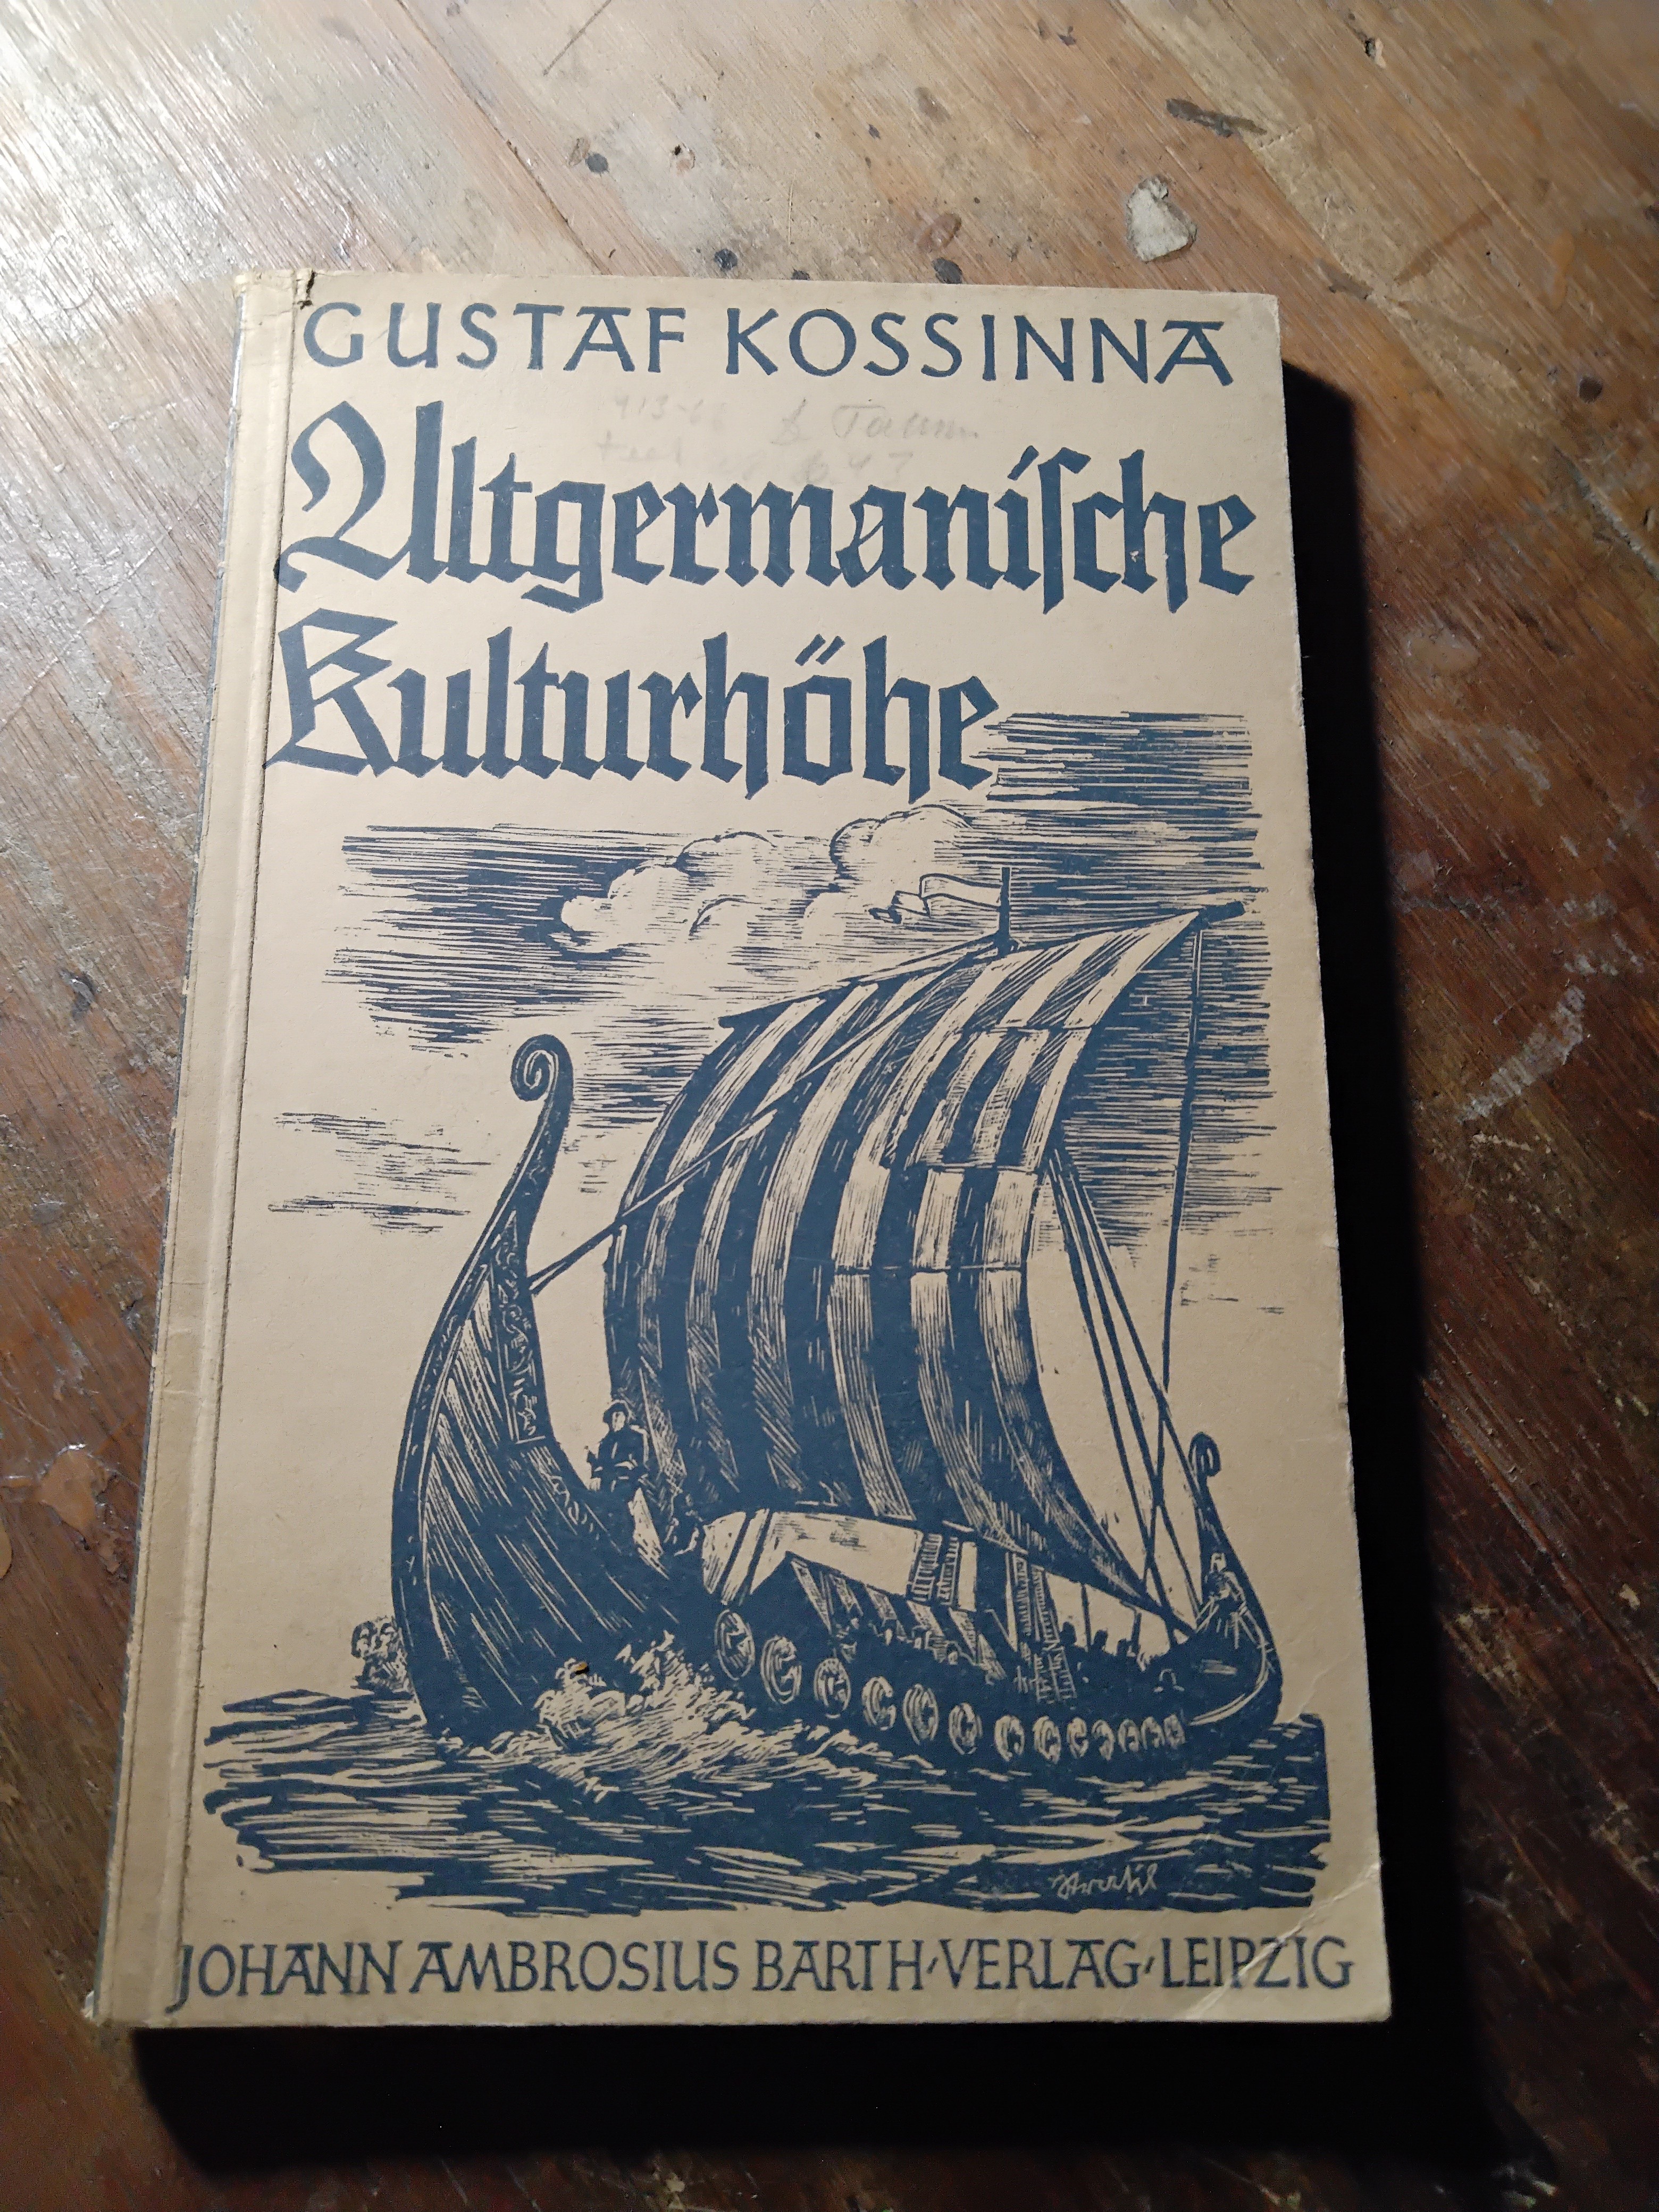 GUSTAF KOSSINNA
Altgermaniſche
Kulturhöhe
JOHANN AMBROSIUS BARTH · VERLAG · LEIPZIG